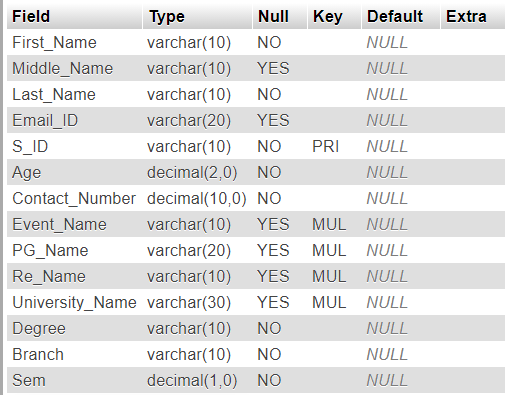 Field Type Null Key Default Extra
First_Name varchar(10) NO NULL
Middle_Name varchar(10) YES NULL
Last_Name varchar(10) NO NULL
Email_ID varchar(20) YES NULL
S_ID varchar(10) NO PRI NULL
Age decimal(2,0) NO NULL
Contact_Number decimal(10,0) NO NULL
Event_Name varchar(10) YES MUL NULL
PG_Name varchar(20) YES MUL NULL
Re_Name varchar(10) YES MUL NULL
University_Name varchar(30) YES MUL NULL
Degree varchar(10) NO NULL
Branch varchar(10) NO NULL
Sem decimal(1,0) NO NULL